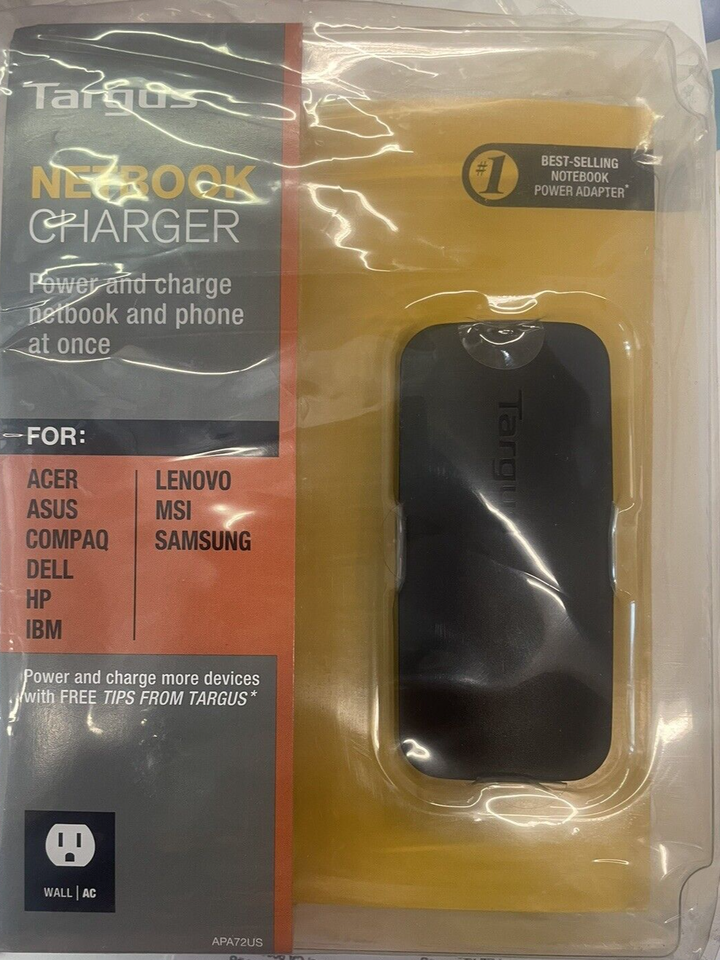 Targus
NETBOOK
CHARGER
Power and charge
netbook and phone
at once
#1
BEST-SELLING
NOTEBOOK
POWER ADAPTER*
FOR:
ACER
ASUS
COMPAQ
DELL
HP
IBM
LENOVO
MSI
SAMSUNG
Targus
Power and charge more devices
with FREE TIPS FROM TARGUS*
WALL | AC
APA72US